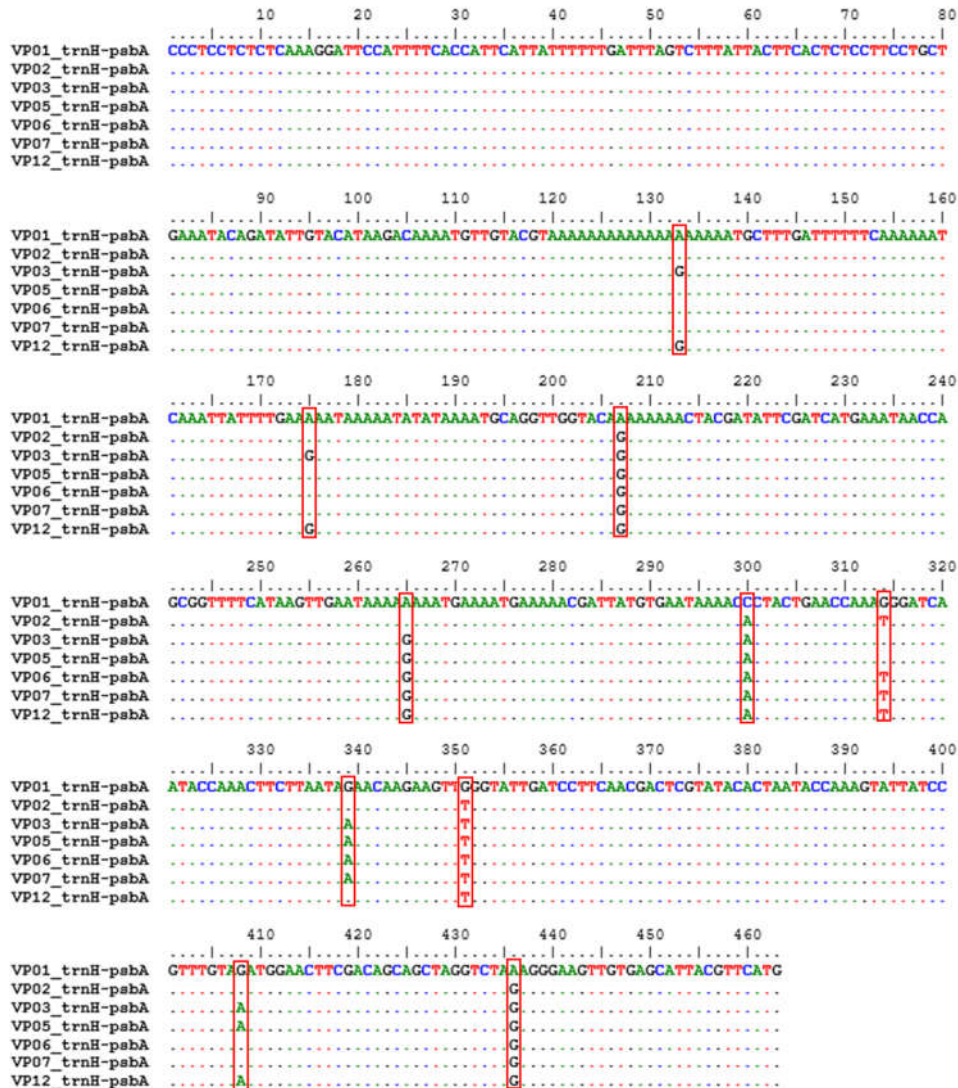 10 20 30 40 50 60 70 80
VP01_trnH-psbA CCCTCCTCTCTCAAAGGATTCCATTTTCACCATTCATTATTTTTTGATTTAGTCTTTATTACTTCACTCTCCTTCCTGCT
VP02_trnH-psbA ................................................................................
VP03_trnH-psbA ................................................................................
VP05_trnH-psbA ................................................................................
VP06_trnH-psbA ................................................................................
VP07_trnH-psbA ................................................................................
VP12_trnH-psbA ................................................................................
90 100 110 120 130 140 150 160
VP01_trnH-psbA GAAATACAGATATTGTACATAAGACAAAATGTTGTACGTAAAAAAAAAAAAAAAAAAATGCTTTGATTTTTTCAAAAAAT
VP02_trnH-psbA ................................................................................
VP03_trnH-psbA ....................................................G...........................
VP05_trnH-psbA ................................................................................
VP06_trnH-psbA ................................................................................
VP07_trnH-psbA ................................................................................
VP12_trnH-psbA ....................................................G...........................
170 180 190 200 210 220 230 240
VP01_trnH-psbA CAAATTATTTTGAAAAATAAAAATATATAAAATGCAGGTTGGTACAAAAAAAACTACGATATTCGATCATGAAATAACCA
VP02_trnH-psbA ..............................................G.................................
VP03_trnH-psbA ..............G...............................G.................................
VP05_trnH-psbA ..............................................G.................................
VP06_trnH-psbA ..............................................G.................................
VP07_trnH-psbA ..............................................G.................................
VP12_trnH-psbA ..............G...............................G.................................
250 260 270 280 290 300 310 320
VP01_trnH-psbA GCGGTTTTCATAAGTTGAATAAAAAAAATGAAAATGAAAAACGATTATGTGAATAAAACCCTACTGAACCAAAGGGATCA
VP02_trnH-psbA ...........................................................A.............T......
VP03_trnH-psbA ........................G..................................A....................
VP05_trnH-psbA ........................G..................................A....................
VP06_trnH-psbA ........................G..................................A.............T......
VP07_trnH-psbA ........................G..................................A.............T......
VP12_trnH-psbA ........................G..................................A.............T......
330 340 350 360 370 380 390 400
VP01_trnH-psbA ATACCAAACTTCTTAATAGAACAAGAAGTTGGGTATTGATCCTTCAACGACTCGTATACACTAATACCAAAGTATTATCC
VP02_trnH-psbA ..............................T.................................................
VP03_trnH-psbA ..................A...........T.................................................
VP05_trnH-psbA ..................A...........T.................................................
VP06_trnH-psbA ..................A...........T.................................................
VP07_trnH-psbA ..................A...........T.................................................
VP12_trnH-psbA ..............................T.................................................
410 420 430 440 450 460
VP01_trnH-psbA GTTTGTAGATGGAACTTCGACAGCAGCTAGGTCTAAAGGGAAGTTGTGAGCATTACGTTCATG
VP02_trnH-psbA ...................................G...........................
VP03_trnH-psbA .......A...........................G...........................
VP05_trnH-psbA .......A...........................G...........................
VP06_trnH-psbA ...................................G...........................
VP07_trnH-psbA ...................................G...........................
VP12_trnH-psbA .......A...........................G...........................